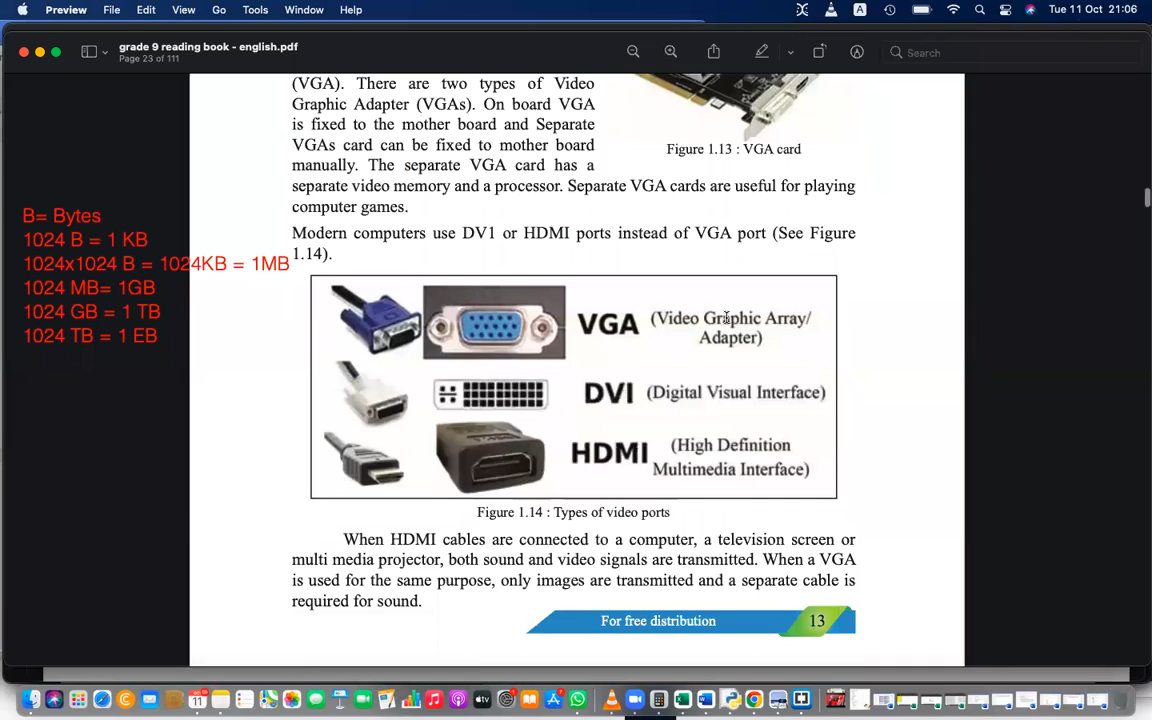 Preview File Edit View Go Tools Window Help
A
Tue 11 Oct 21:06
grade 9 reading book - english.pdf
Page 23 of 111
Search
(VGA). There are two types of Video
Graphic Adapter (VGAs). On board VGA
is fixed to the mother board and Separate
VGAs card can be fixed to mother board
manually. The separate VGA card has a
separate video memory and a processor. Separate VGA cards are useful for playing
computer games.
Figure 1.13 : VGA card
Modern computers use DV1 or HDMI ports instead of VGA port (See Figure
1.14).
B= Bytes
1024 B = 1 KB
1024x1024 B = 1024KB = 1MB
1024 MB= 1GB
1024 GB = 1 TB
1024 TB = 1 EB
VGA (Video Graphic Array/
Adapter)
DVI (Digital Visual Interface)
HDMI (High Definition
Multimedia Interface)
Figure 1.14 : Types of video ports
When HDMI cables are connected to a computer, a television screen or
multi media projector, both sound and video signals are transmitted. When a VGA
is used for the same purpose, only images are transmitted and a separate cable is
required for sound.
For free distribution
13